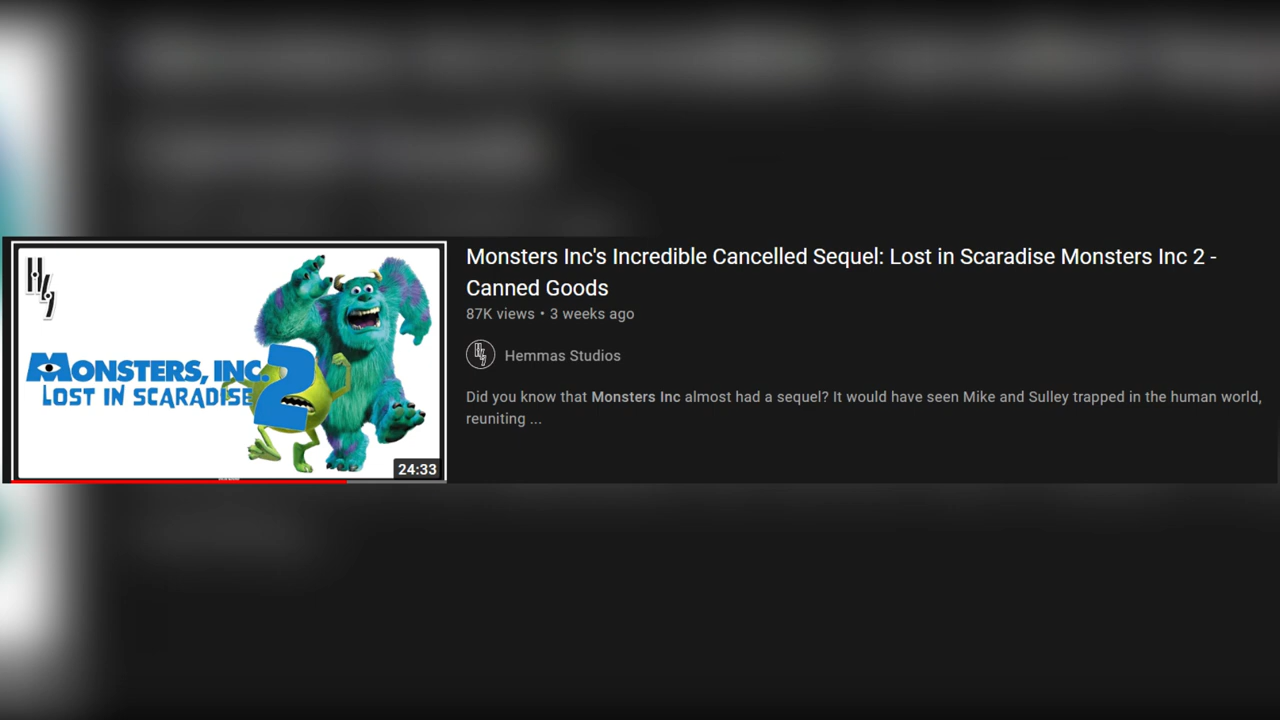 Monsters Inc's Incredible Cancelled Sequel: Lost in Scaradise Monsters Inc 2 -
Canned Goods
87K views • 3 weeks ago
Hemmas Studios
Did you know that Monsters Inc almost had a sequel? It would have seen Mike and Sulley trapped in the human world,
reuniting ...
MONSTERS, INC. 2
LOST IN SCARADISE
24:33